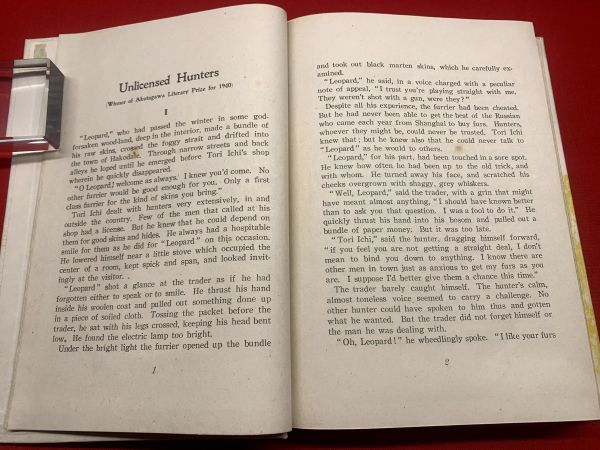 Unlicensed Hunters
(Winner of Akutagawa Literary Prize for 1940)
I
"Leopard," who had passed the winter in some god-
forsaken wood-land, deep in the interior, made a bundle of
his raw skins, crossed the foggy strait and drifted into
the town of Hakodate. Through narrow streets and back
alleys he loped until he emerged before Tori Ichi's shop
wherein he quickly disappeared.
"O Leopard! welcome as always. I knew you'd come. No
other furrier would be good enough for you. Only a first
class furrier for the kind of skins you bring."
Tori Ichi dealt with hunters very extensively, in and
outside the country. Few of the men that called at his
shop had a license. But he knew that he could depend on
them for good skins and hides. He always had a hospitable
smile for them as he did for "Leopard" on this occasion.
He lowered himself near a little stove which occupied the
center of a room, kept spick and span, and looked invit-
ingly at the visitor.
"Leopard" shot a glance at the trader as if he had
forgotten either to speak or to smile. He thrust his hand
inside his woolen coat and pulled out something done up
in a piece of soiled cloth. Tossing the packet before the
trader, he sat with his legs crossed, keeping his head bent
low. He found the electric lamp too bright.
Under the bright light the furrier opened up the bundle
1
and took out black marten skins, which he carefully ex-
amined.
"Leopard," he said, in a voice charged with a peculiar
note of appeal, "I trust you're playing straight with me.
They weren't shot with a gun, were they?"
Despite all his experience, the furrier had been cheated.
But he had never been able to get the best of the Russian
who came each year from Shanghai to buy furs. Hunters,
whoever they might be, could never be trusted. Tori Ichi
knew that; but he knew also that he could never talk to
"Leopard" as he would to others.
"Leopard," for his part, had been touched in a sore spot.
He knew how often he had been up to the old trick, and
with whom. He turned away his face, and scratched his
cheeks overgrown with shaggy, grey whiskers.
"Well, Leopard," said the trader, with a grin that might
have meant almost anything, "I should have known better
than to ask you that question. I was a fool to do it." He
quickly thrust his hand into his bosom and pulled out a
bundle of paper money. But it was too late.
"Tori Ichi," said the hunter, dragging himself forward,
"if you feel you are not getting a straight deal, I don't
mean to bind you down to anything. I know there are
other men in town just as anxious to get my furs as you
are. I suppose I'd better give them a chance this time."
The trader barely caught himself. The hunter's calm,
almost toneless voice seemed to carry a challenge. No
other hunter could have spoken to him thus and gotten
what he wanted. But the trader did not forget himself or
the man he was dealing with.
"Oh, Leopard!" he wheedlingly spoke. "I like your furs
2